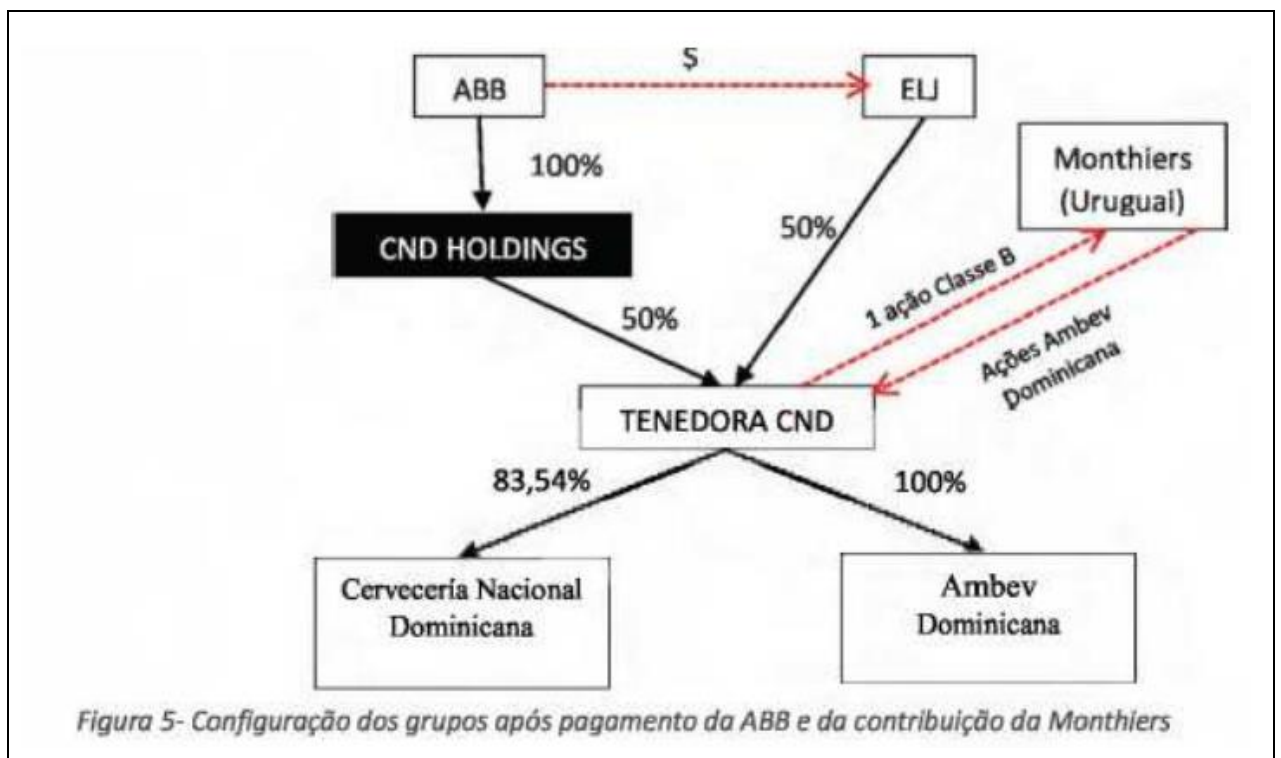 $
ABB
ELJ
Monthiers
(Uruguai)
100%
CND HOLDINGS
50%
50%
1 ação Classe B
Ações Ambev
Dominicana
TENEDORA CND
83,54%
100%
Cervecería Nacional
Dominicana
Ambev
Dominicana
Figura 5- Configuração dos grupos após pagamento da ABB e da contribuição da Monthiers